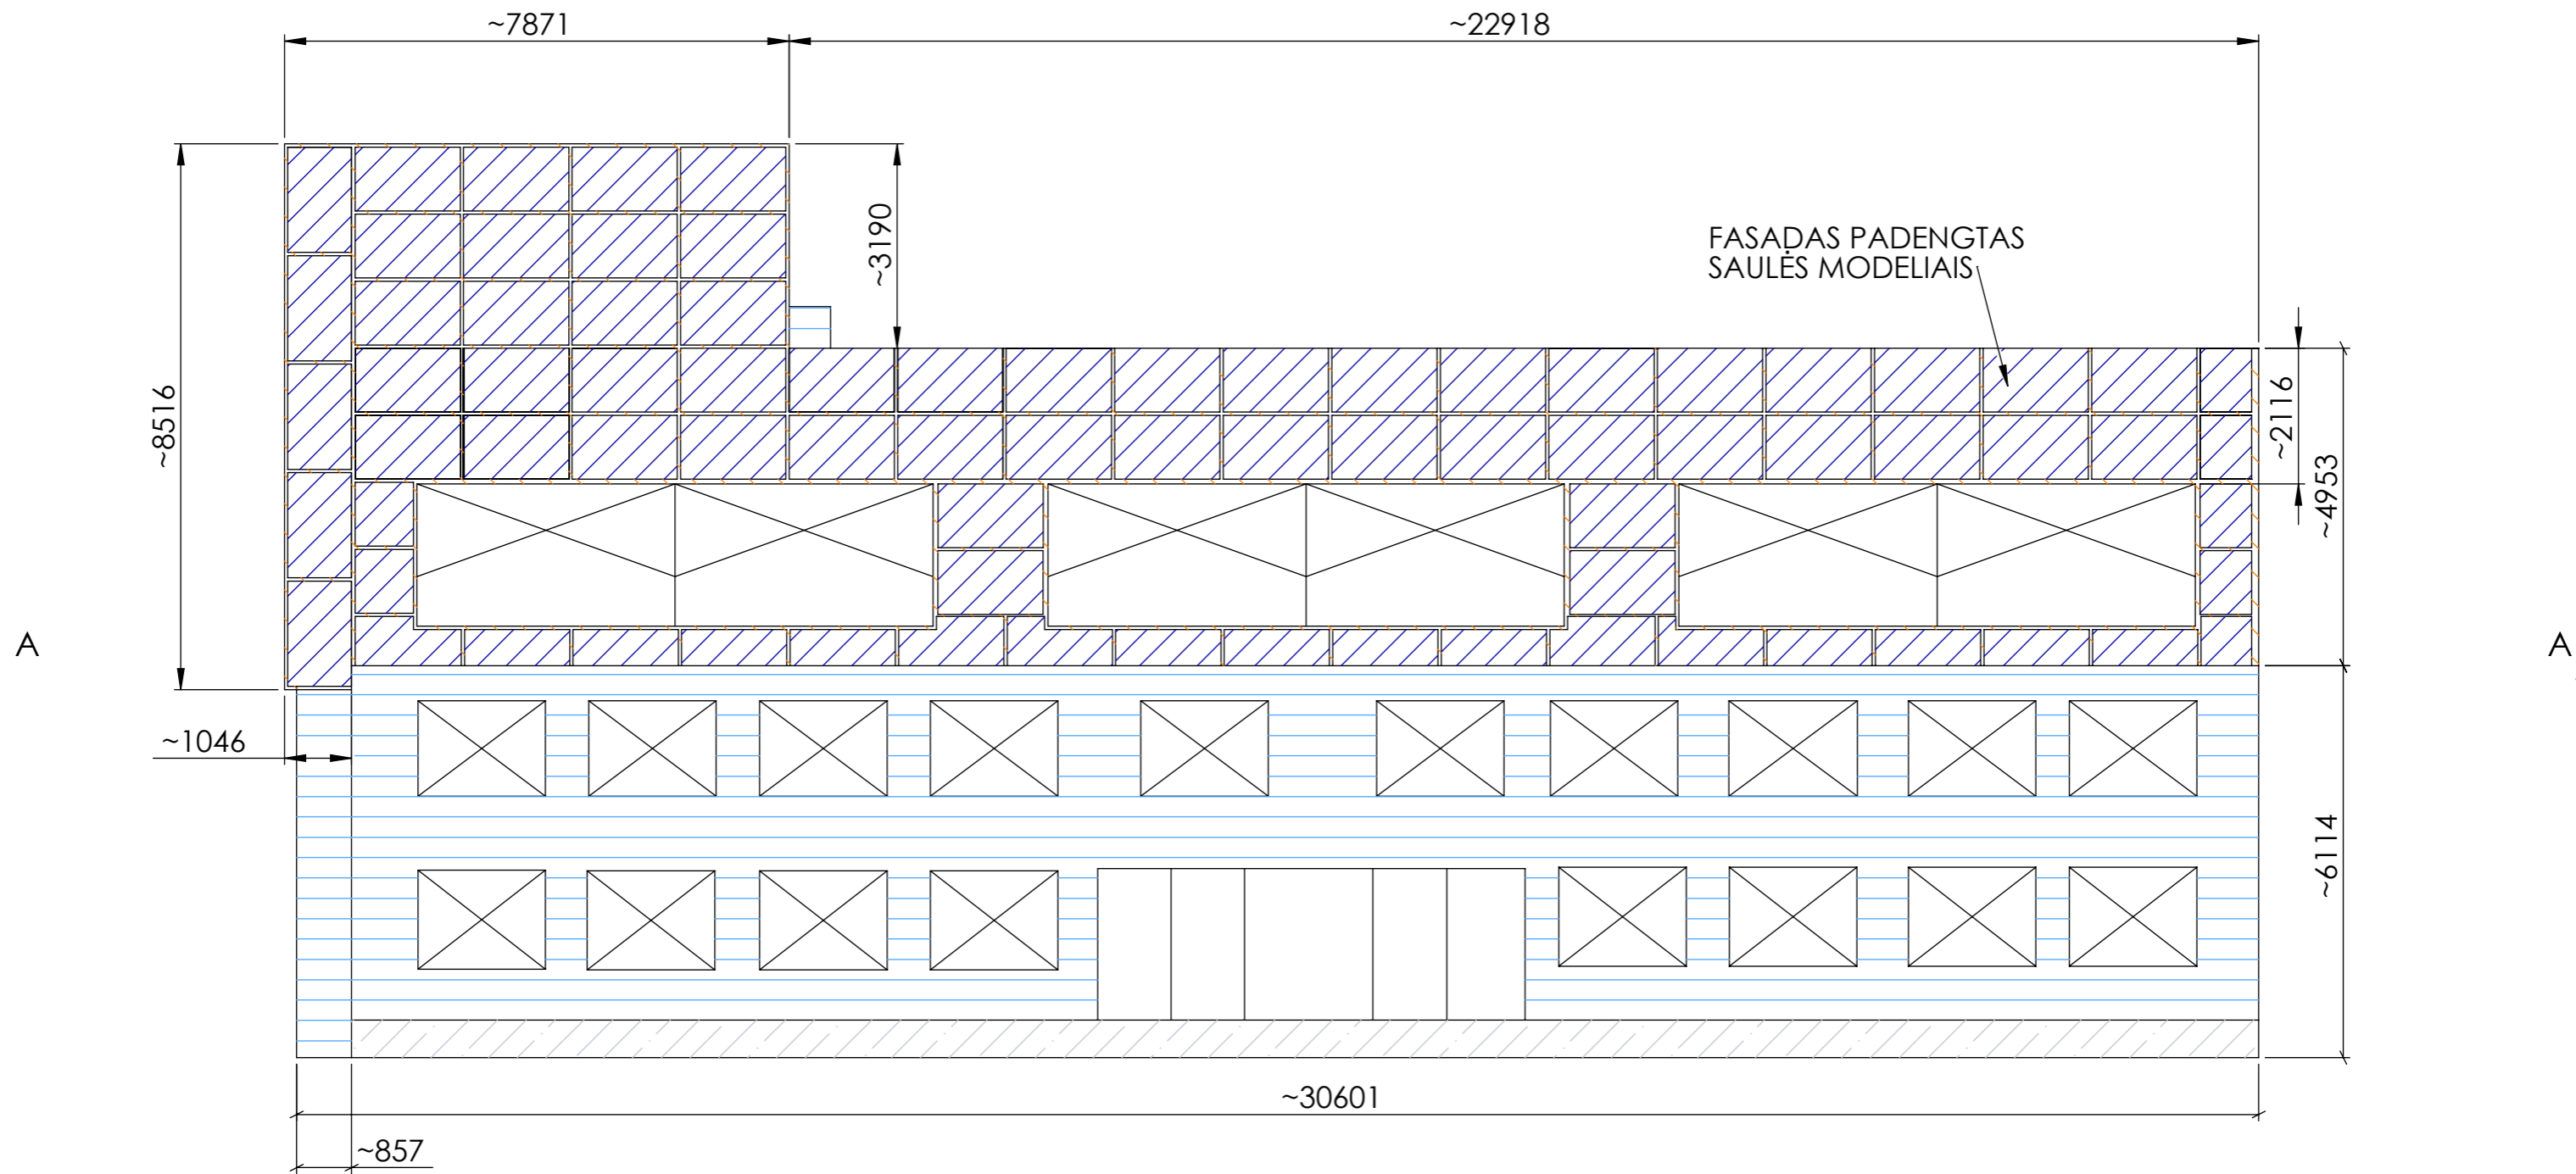 ~7871
~22918
~3190
FASADAS PADENGTAS
SAULĖS MODELIAIS
~8516
~2116
~4953
A
A
~1046
~6114
~30601
~857